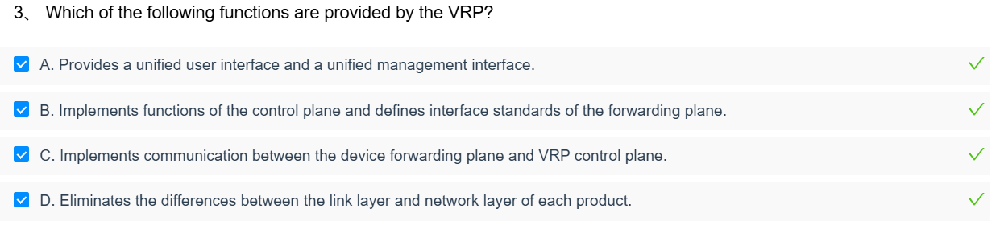 3、 Which of the following functions are provided by the VRP?
A. Provides a unified user interface and a unified management interface.
B. Implements functions of the control plane and defines interface standards of the forwarding plane.
C. Implements communication between the device forwarding plane and VRP control plane.
D. Eliminates the differences between the link layer and network layer of each product.